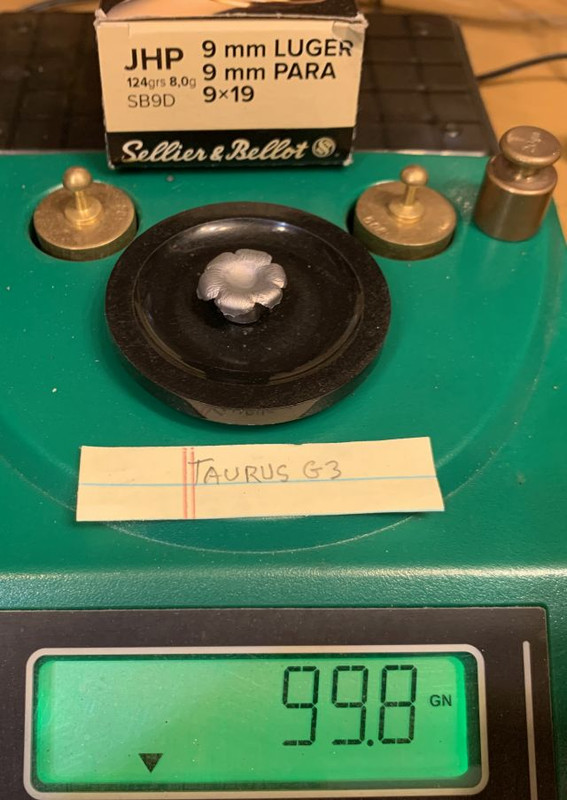 JHP
124grs 8,0g
SB9D
9 mm LUGER
9 mm PARA
9×19
Sellier & Bellot S
TAURUS G3
99.8 GN